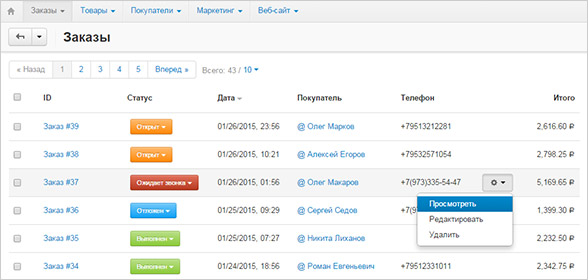 Заказы Товары Покупатели Маркетинг Веб-сайт
Заказы
« Назад 1 2 3 4 5 Вперед » Всего: 43 / 10
ID Статус Дата Покупатель Телефон Итого
Заказ #39 Открыт 01/26/2015, 23:56 @ Олег Марков +79513212281 2,616.60 ₽
Заказ #38 Открыт 01/26/2015, 10:21 @ Алексей Егоров +79532571054 2,798.25 ₽
Заказ #37 Ожидает звонка 01/26/2015, 01:56 @ Олег Макаров +7(973)335-54-47 5,169.65 ₽
Просмотреть
Заказ #36 Отложен 01/25/2015, 09:29 @ Сергей Седов +7(9 1,399.30 ₽
Редактировать
Заказ #35 Выполнен 01/25/2015, 07:27 @ Никита Лиханов 2,232.50 ₽
Удалить
Заказ #34 Выполнен 01/24/2015, 18:56 @ Роман Евгеньевич +79512331011 2,342.75 ₽